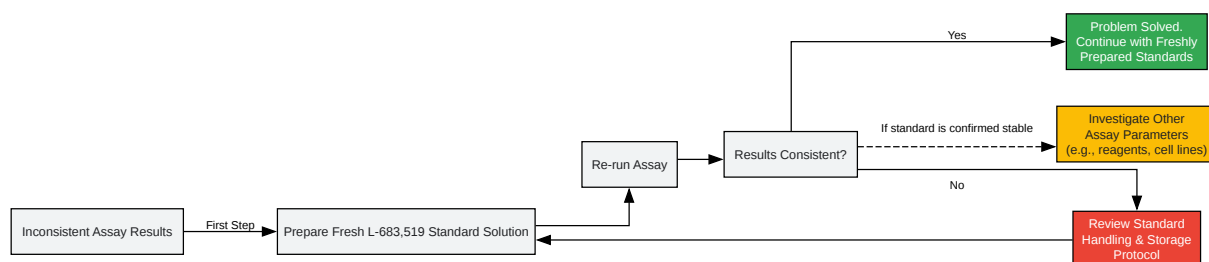 Problem Solved.
Continue with Freshly
Prepared Standards
Yes
Investigate Other
Assay Parameters
(e.g., reagents, cell lines)
If standard is confirmed stable
Results Consistent?
Re-run Assay
No
Inconsistent Assay Results
First Step
Prepare Fresh L-683,519 Standard Solution
Review Standard
Handling & Storage
Protocol